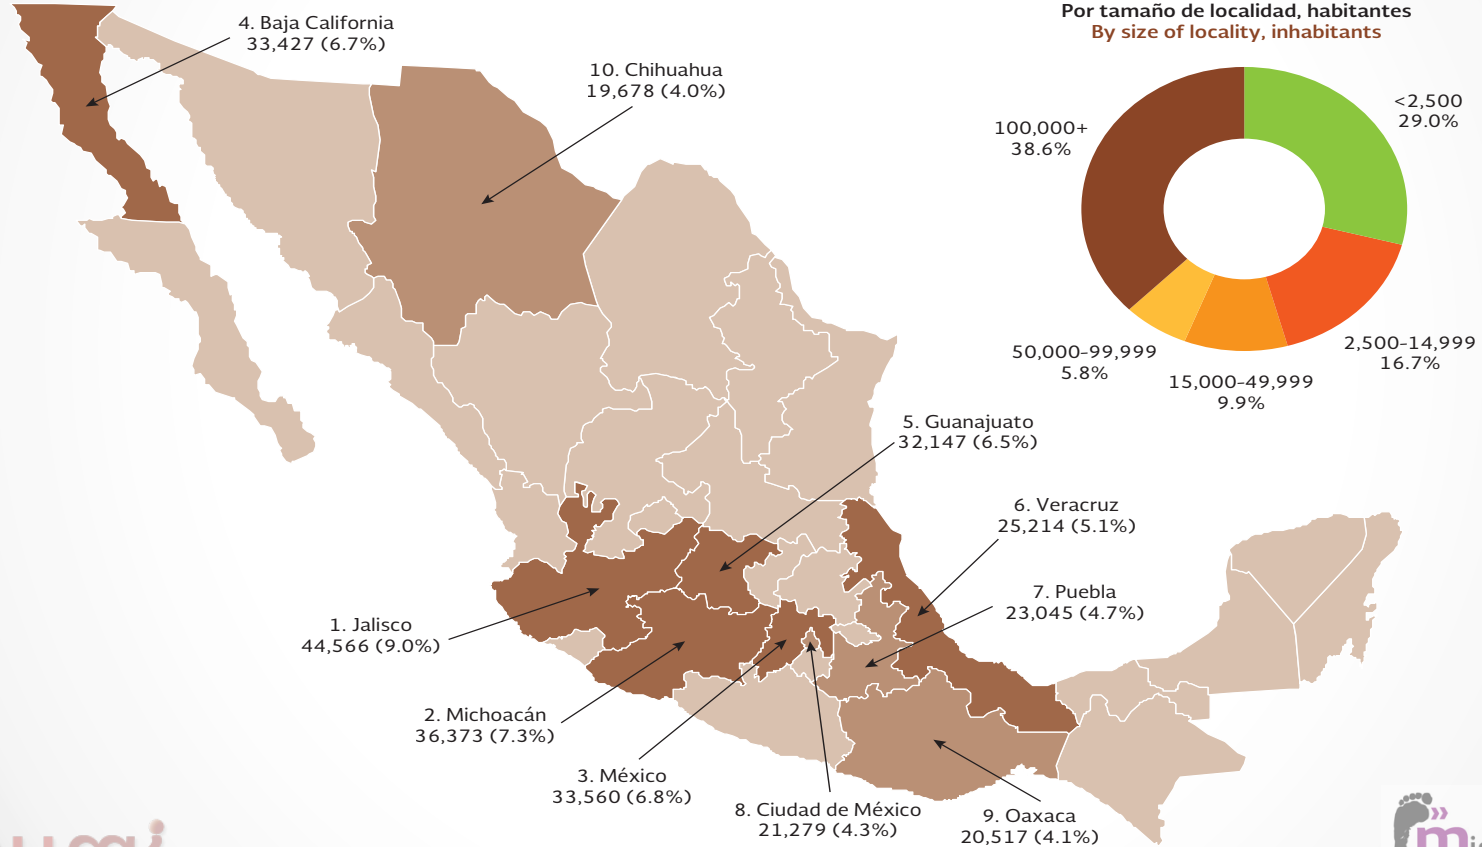 4. Baja California
33,427 (6.7%)
10. Chihuahua
19,678 (4.0%)
Por tamaño de localidad, habitantes
By size of locality, inhabitants
<2,500
29.0%
100,000+
38.6%
2,500-14,999
16.7%
50,000-99,999
5.8%
15,000-49,999
9.9%
5. Guanajuato
32,147 (6.5%)
6. Veracruz
25,214 (5.1%)
7. Puebla
23,045 (4.7%)
1. Jalisco
44,566 (9.0%)
2. Michoacán
36,373 (7.3%)
3. México
33,560 (6.8%)
8. Ciudad de México
21,279 (4.3%)
9. Oaxaca
20,517 (4.1%)